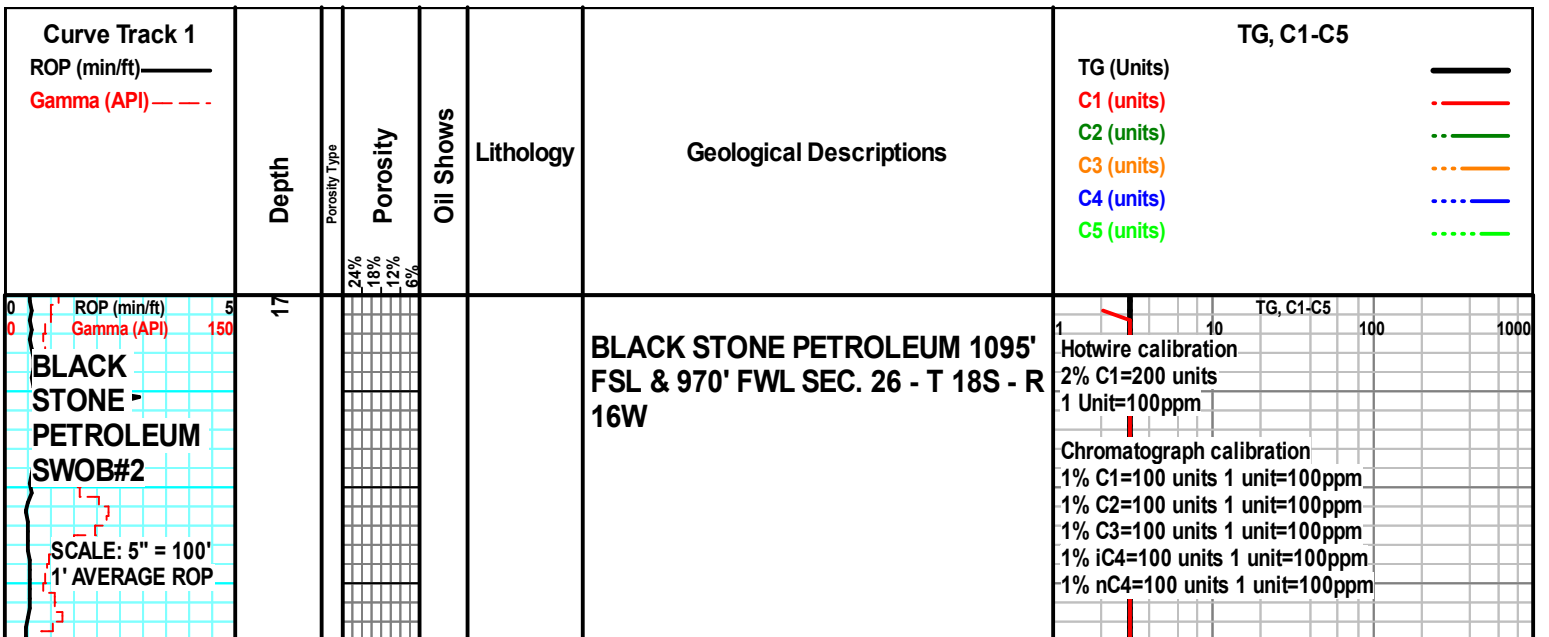 Curve Track 1
ROP (min/ft)
Gamma (API)
Depth
Porosity Type
Porosity
24%
18%
12%
6%
Oil Shows
Lithology
Geological Descriptions
TG, C1-C5
TG (Units)
C1 (units)
C2 (units)
C3 (units)
C4 (units)
C5 (units)
0 ROP (min/ft) 5
0 Gamma (API) 150
BLACK
STONE
PETROLEUM
SWOB#2
SCALE: 5" = 100'
1' AVERAGE ROP
17
BLACK STONE PETROLEUM 1095'
FSL & 970' FWL SEC. 26 - T 18S - R
16W
TG, C1-C5
1 10 100 1000
Hotwire calibration
2% C1=200 units
1 Unit=100ppm
Chromatograph calibration
1% C1=100 units 1 unit=100ppm
1% C2=100 units 1 unit=100ppm
1% C3=100 units 1 unit=100ppm
1% iC4=100 units 1 unit=100ppm
1% nC4=100 units 1 unit=100ppm